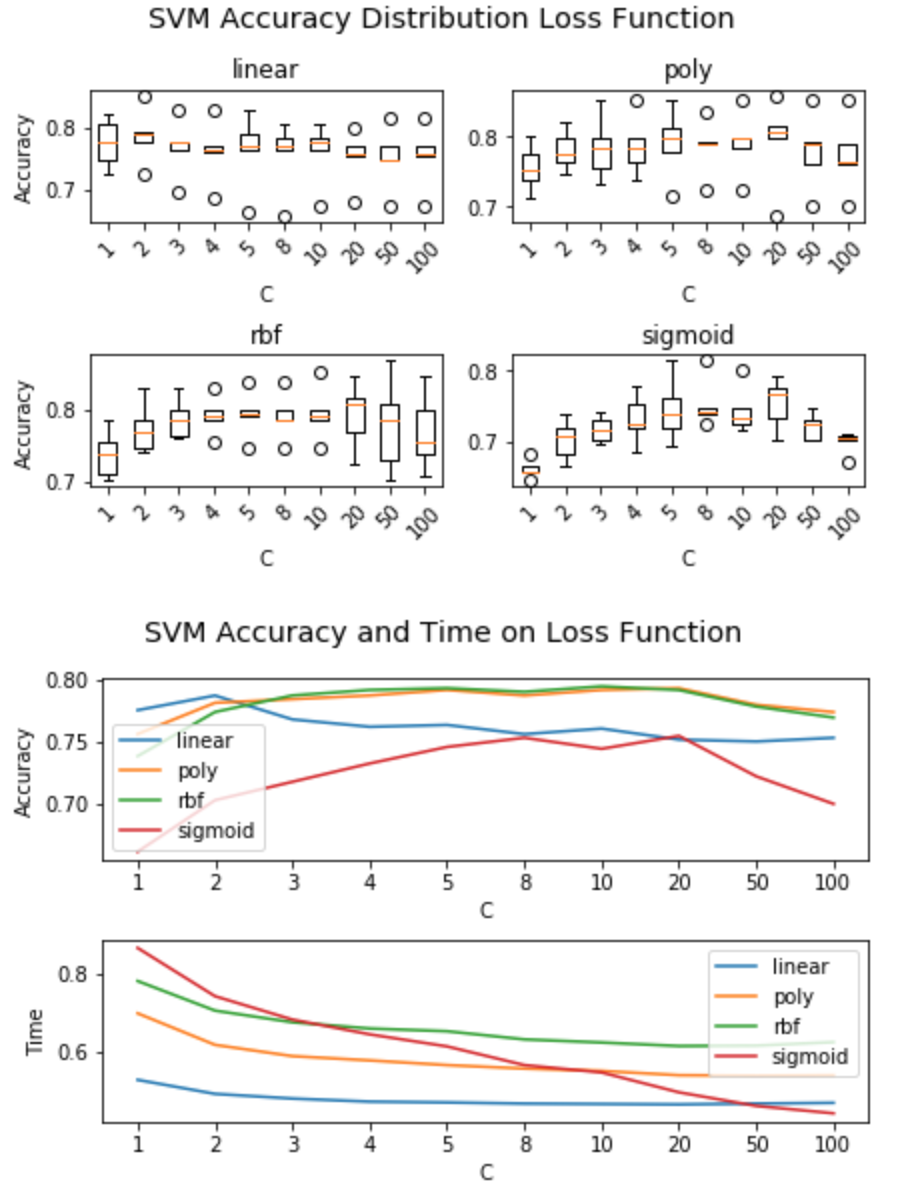 SVM Accuracy Distribution Loss Function
linear
poly
Accuracy
0.8
0.7
1 2 3 4 5 8 10 20 50 100
C
0.8
0.7
1 2 3 4 5 8 10 20 50 100
C
rbf
sigmoid
Accuracy
0.8
0.7
1 2 3 4 5 8 10 20 50 100
C
0.8
0.7
1 2 3 4 5 8 10 20 50 100
C
SVM Accuracy and Time on Loss Function
Accuracy
0.80
0.75
0.70
linear
poly
rbf
sigmoid
1 2 3 4 5 8 10 20 50 100
C
Time
0.8
0.6
linear
poly
rbf
sigmoid
1 2 3 4 5 8 10 20 50 100
C